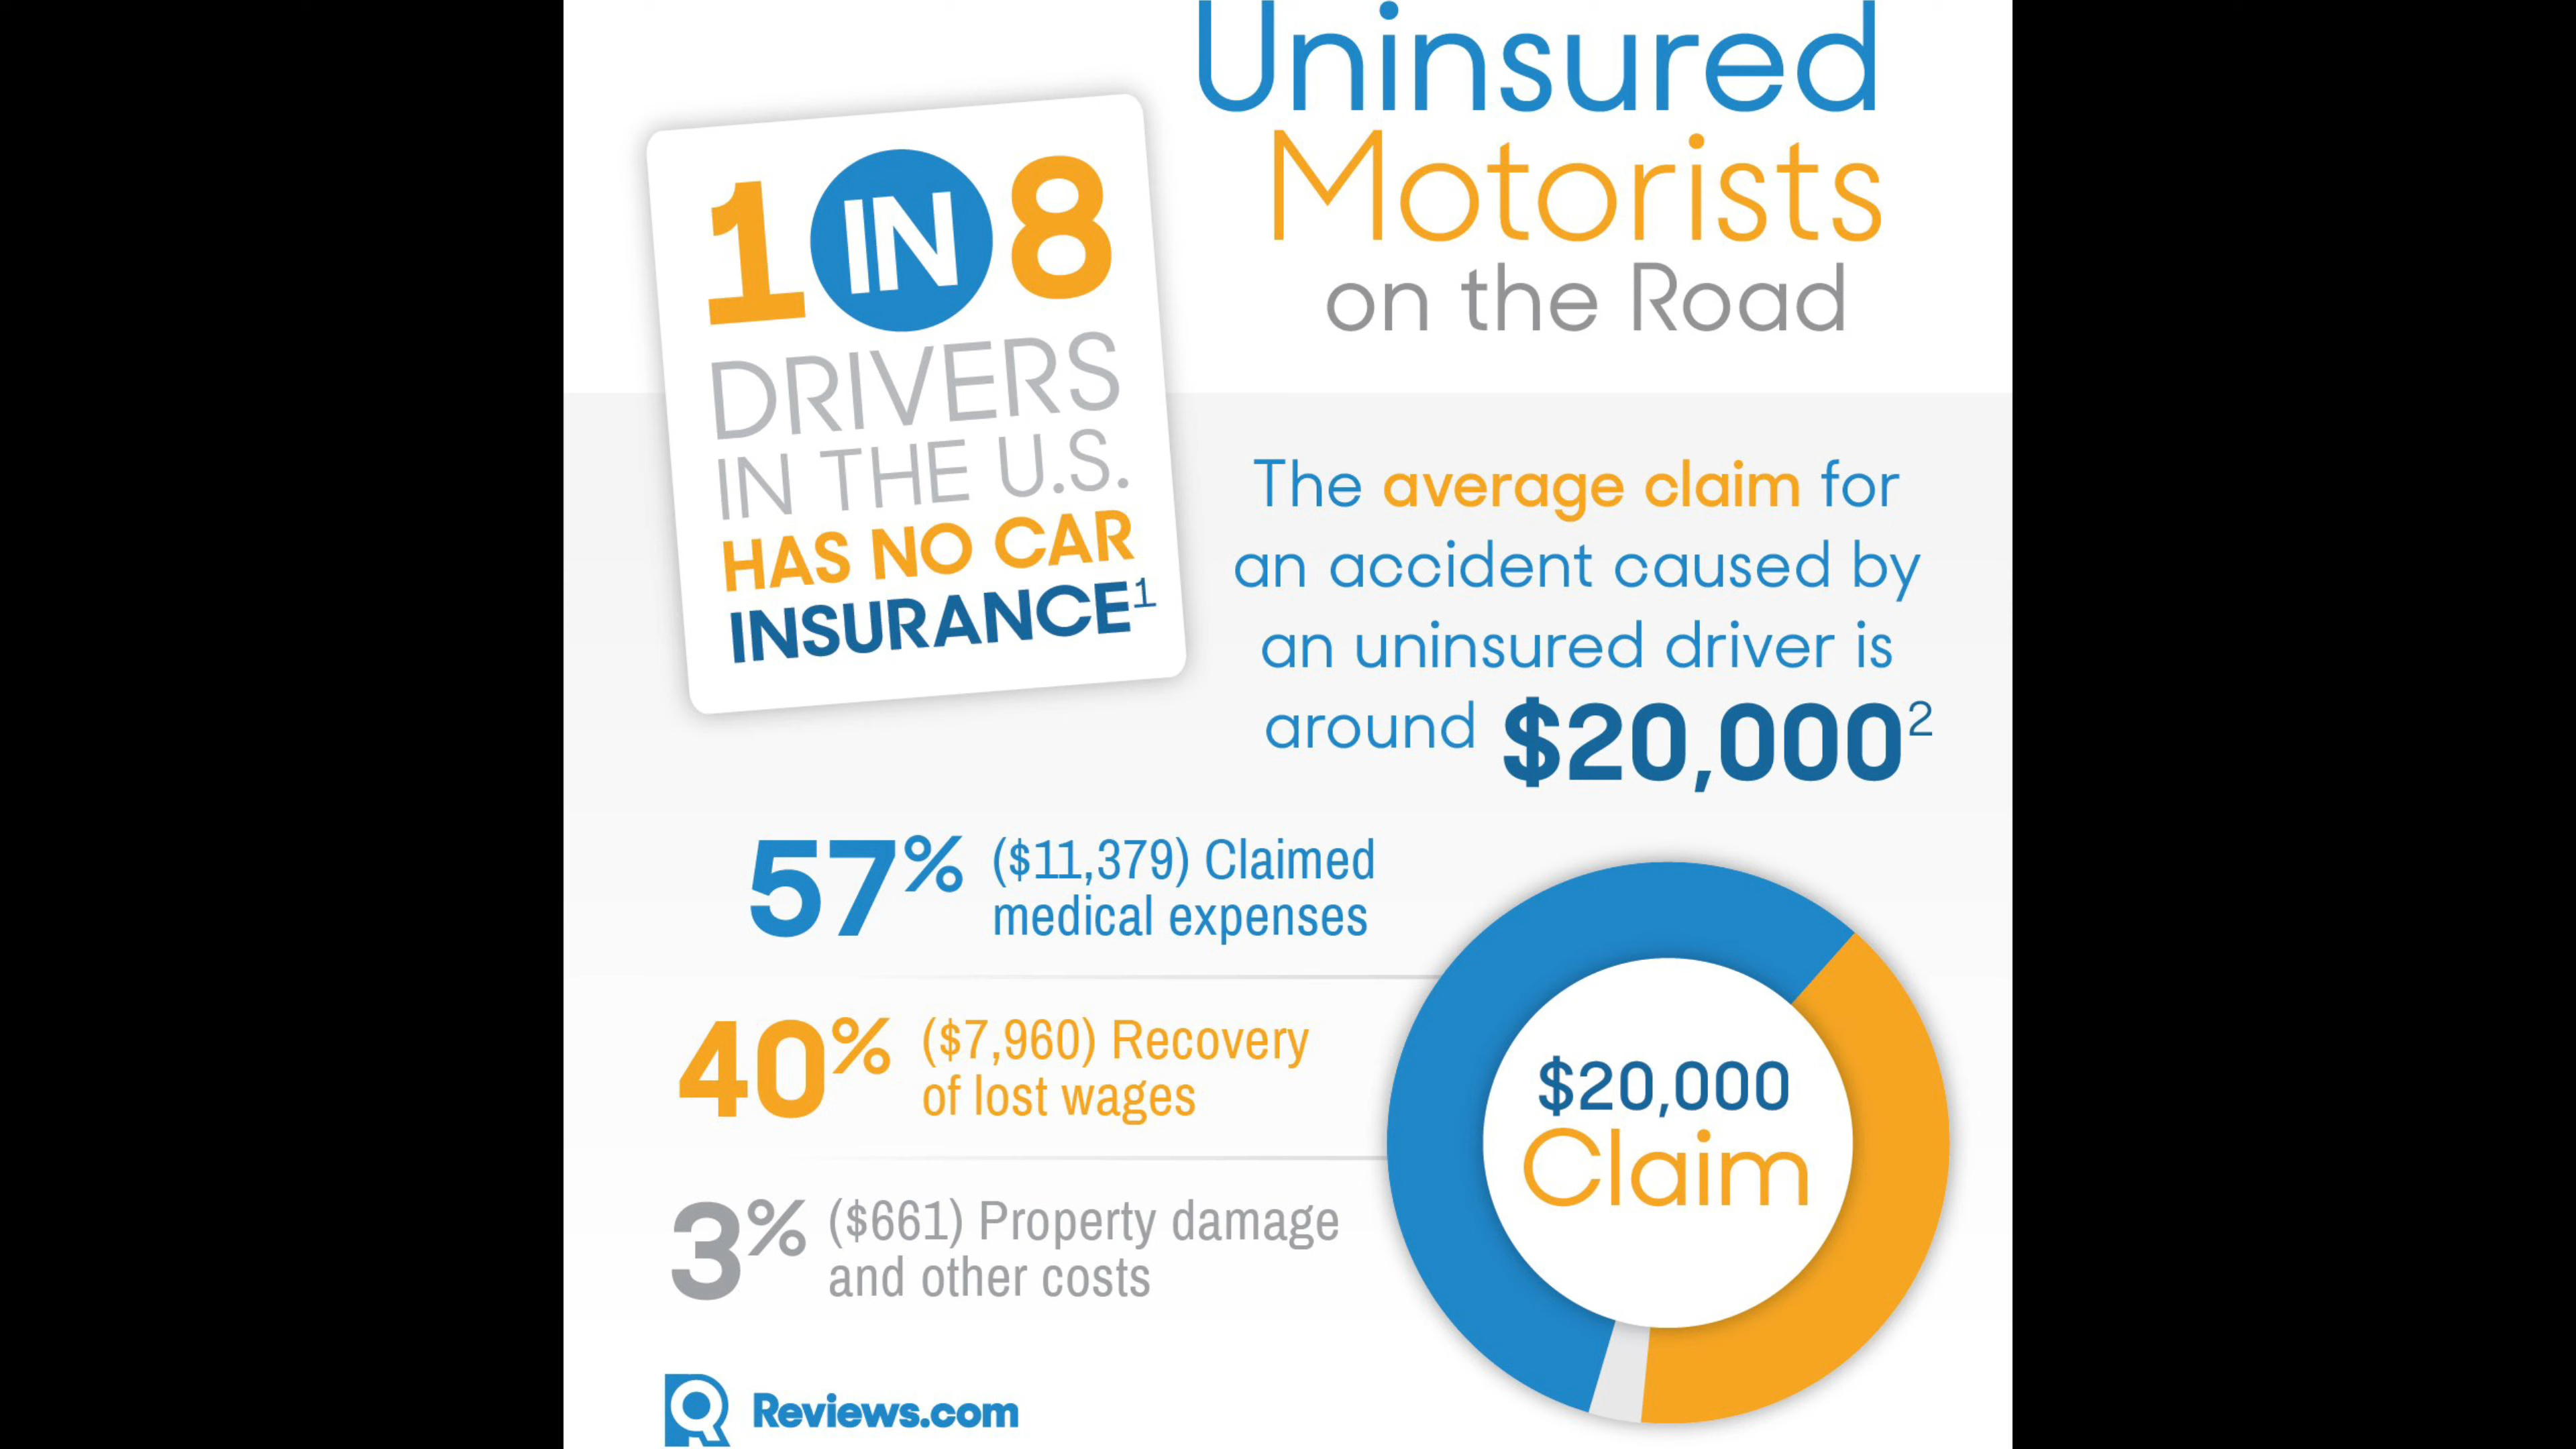 Uninsured
Motorists
on the Road
1 IN 8
DRIVERS
IN THE U.S.
HAS NO CAR
INSURANCE¹
The average claim for
an accident caused by
an uninsured driver is
around $20,000²
57% ($11,379) Claimed
medical expenses
40% ($7,960) Recovery
of lost wages
3% ($661) Property damage
and other costs
$20,000
Claim
Reviews.com